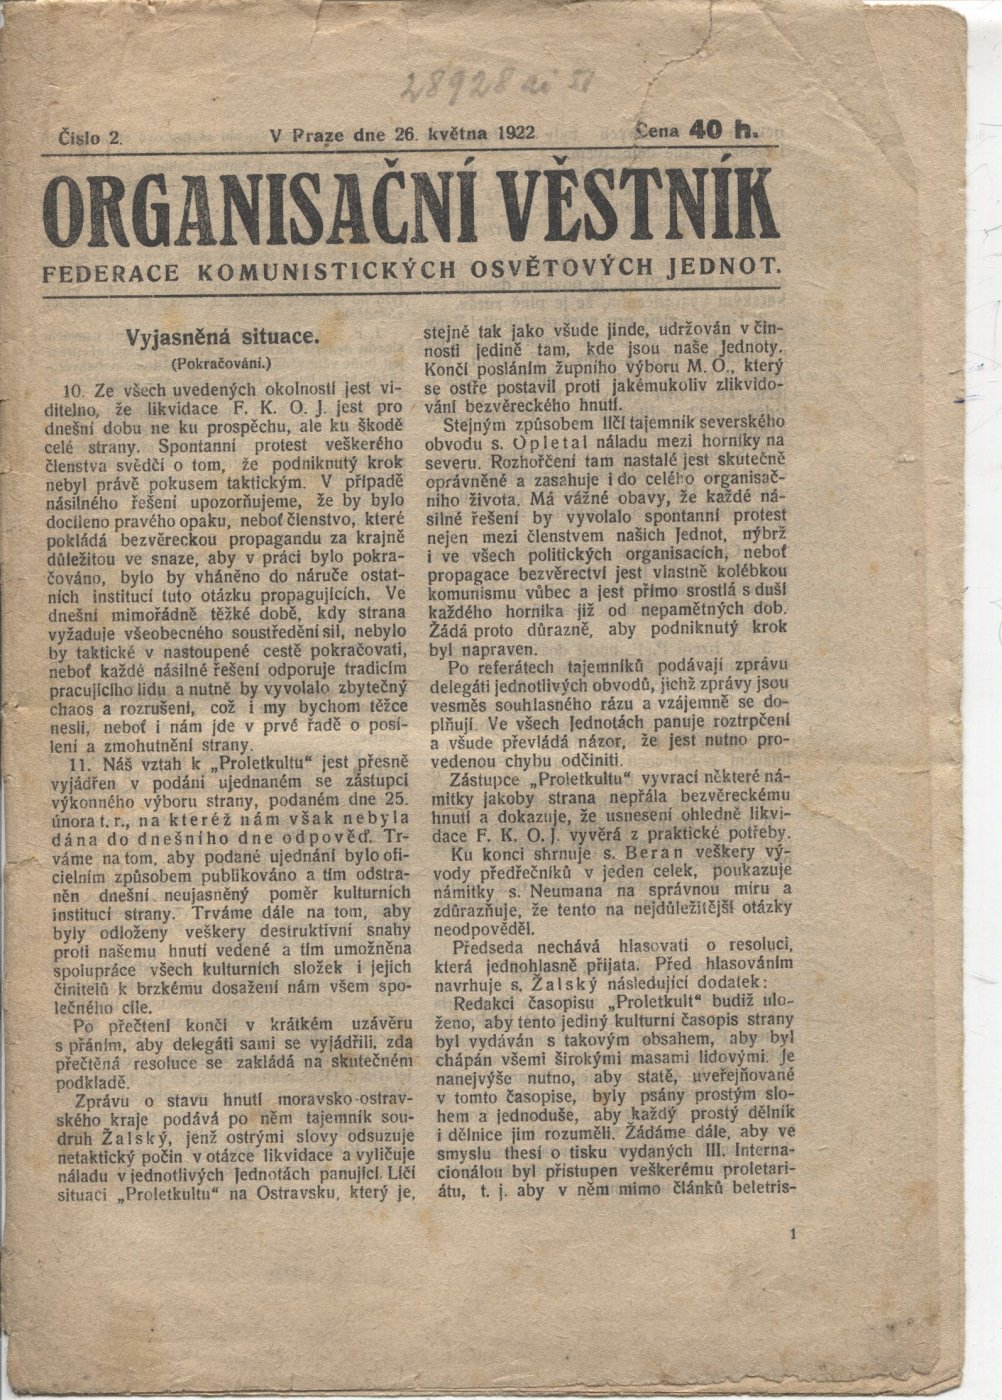 28928
Číslo 2.
V Praze dne 26. května 1922
Cena 40 h.
ORGANISAČNÍ VĚSTNÍK
FEDERACE KOMUNISTICKÝCH OSVĚTOVÝCH JEDNOT.
Vyjasněná situace.
(Pokračování.)
10. Ze všech uvedených okolností jest vi-
ditelno, že likvidace F. K. O. J. jest pro
dnešní dobu ne ku prospěchu, ale ku škodě
celé strany. Spontanní protest veškerého
členstva svědčí o tom, že podniknutý krok
nebyl právě pokusem taktickým. V případě
násilného řešení upozorňujeme, že by bylo
docíleno pravého opaku, neboť členstvo, které
pokládá bezvěreckou propagandu za krajně
důležitou ve snaze, aby v práci bylo pokra-
čováno, bylo by vháněno do náruče ostat-
ních institucí tuto otázku propagujících. Ve
dnešní mimořádně těžké době, kdy strana
vyžaduje všeobecného soustředění sil, nebylo
by taktické v nastoupené cestě pokračovati,
neboť každé násilné řešení odporuje tradicím
pracujícího lidu a nutně by vyvolalo zbytečný
chaos a rozrušení, což i my bychom těžce
nesli, neboť i nám jde v prvé řadě o posí-
lení a zmohutnění strany.
11. Náš vztah k „Proletkultu“ jest přesně
vyjádřen v podání ujednaném se zástupci
výkonného výboru strany, podaném dne 25.
února t. r., na kteréž nám však nebyla
dána do dnešního dne odpověď. Tr-
váme na tom, aby podané ujednání bylo ofi-
cielním způsobem publikováno a tím odstra-
něn dnešní neujasněný poměr kulturních
institucí strany. Trváme dále na tom, aby
byly odloženy veškery destruktivní snahy
proti našemu hnutí vedené a tím umožněna
spolupráce všech kulturních složek i jejich
činitelů k brzkému dosažení nám všem spo-
lečného cíle.
Po přečtení končí v krátkém uzávěru
s přáním, aby delegáti sami se vyjádřili, zda
přečtěná resoluce se zakládá na skutečném
podkladě.
Zprávu o stavu hnutí moravsko-ostrav-
ského kraje podává po něm tajemník sou-
druh Žalský, jenž ostrými slovy odsuzuje
netaktický počin v otázce likvidace a vyličuje
náladu v jednotlivých Jednotách panující. Líčí
situaci „Proletkultu“ na Ostravsku, který je,
stejně tak jako všude jinde, udržován v čin-
nosti jedině tam, kde jsou naše Jednoty.
Končí posláním župního výboru M. O., který
se ostře postavil proti jakémukoliv zlikvido-
vání bezvěreckého hnutí.
Stejným způsobem líčí tajemník severského
obvodu s. Opletal náladu mezi horníky na
severu. Rozhořčení tam nastalé jest skutečně
oprávněné a zasahuje i do celého organisač-
ního života. Má vážné obavy, že každé ná-
silné řešení by vyvolalo spontanní protest
nejen mezi členstvem našich Jednot, nýbrž
i ve všech politických organisacích, neboť
propagace bezvěrectví jest vlastně kolébkou
komunismu vůbec a jest přímo srostlá s duší
každého horníka již od nepamětných dob.
Žádá proto důrazně, aby podniknutý krok
byl napraven.
Po referátech tajemníků podávají zprávu
delegáti jednotlivých obvodů, jichž zprávy jsou
vesměs souhlasného rázu a vzájemně se do-
plňují. Ve všech Jednotách panuje roztrpčení
a všude převládá názor, že jest nutno pro-
vedenou chybu odčiniti.
Zástupce „Proletkultu“ vyvrací některé ná-
mitky jakoby strana nepřála bezvěreckému
hnutí a dokazuje, že usnesení ohledně likvi-
dace F. K. O. J. vyvěrá z praktické potřeby.
Ku konci shrnuje s. Beran veškery vý-
vody předřečníků v jeden celek, poukazuje
námitky s. Neumana na správnou míru a
zdůrazňuje, že tento na nejdůležitější otázky
neodpověděl.
Předseda nechává hlasovati o resoluci,
která jednohlasně přijata. Před hlasováním
navrhuje s. Žalský následující dodatek:
Redakci časopisu „Proletkult“ budiž ulo-
ženo, aby tento jediný kulturní časopis strany
byl vydáván s takovým obsahem, aby byl
chápán všemi širokými masami lidovými. Je
nanejvýše nutno, aby statě, uveřejňované
v tomto časopise, byly psány prostým slo-
hem a jednoduše, aby každý prostý dělník
i dělnice jim rozuměli. Žádáme dále, aby ve
smyslu thesí o tisku vydaných III. Interna-
cionálou byl přístupen veškerému proletari-
átu, t. j. aby v něm mimo článků beletris-
1